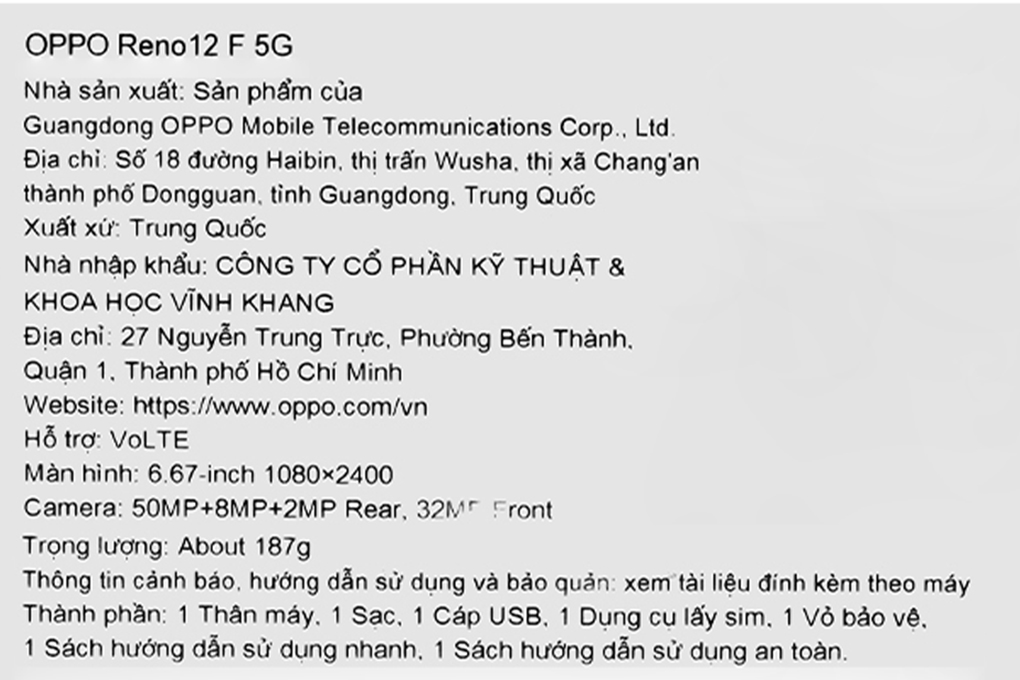 OPPO Reno12 F 5G
Nhà sản xuất: Sản phẩm của
Guangdong OPPO Mobile Telecommunications Corp., Ltd.
Địa chỉ: Số 18 đường Haibin, thị trấn Wusha, thị xã Chang'an
thành phố Dongguan, tỉnh Guangdong, Trung Quốc
Xuất xứ: Trung Quốc
Nhà nhập khẩu: CÔNG TY CỔ PHẦN KỸ THUẬT &
KHOA HỌC VĨNH KHANG
Địa chỉ: 27 Nguyễn Trung Trực, Phường Bến Thành,
Quận 1, Thành phố Hồ Chí Minh
Website: https://www.oppo.com/vn
Hỗ trợ: VoLTE
Màn hình: 6.67-inch 1080×2400
Camera: 50MP+8MP+2MP Rear, 32MP Front
Trọng lượng: About 187g
Thông tin cảnh báo, hướng dẫn sử dụng và bảo quản: xem tài liệu đính kèm theo máy
Thành phần: 1 Thân máy, 1 Sạc, 1 Cáp USB, 1 Dụng cụ lấy sim, 1 Vỏ bảo vệ,
1 Sách hướng dẫn sử dụng nhanh, 1 Sách hướng dẫn sử dụng an toàn.